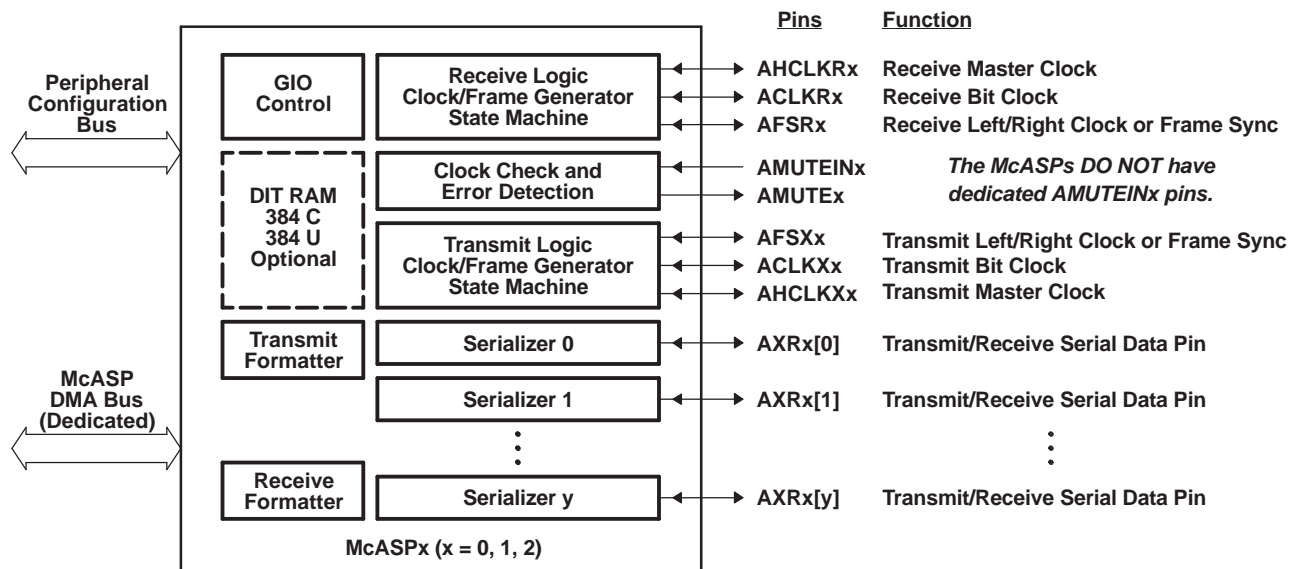 Pins Function
Peripheral
Configuration
Bus
GIO
Control
Receive Logic
Clock/Frame Generator
State Machine
AHCLKRx Receive Master Clock
ACLKRx Receive Bit Clock
AFSRx Receive Left/Right Clock or Frame Sync
DIT RAM
384 C
384 U
Optional
Clock Check and
Error Detection
AMUTEINx
AMUTEx
The McASPs DO NOT have
dedicated AMUTEINx pins.
Transmit Logic
Clock/Frame Generator
State Machine
AFSXx Transmit Left/Right Clock or Frame Sync
ACLKXx Transmit Bit Clock
AHCLKXx Transmit Master Clock
Transmit
Formatter
Serializer 0
AXRx[0] Transmit/Receive Serial Data Pin
McASP
DMA Bus
(Dedicated)
Serializer 1
AXRx[1] Transmit/Receive Serial Data Pin
Receive
Formatter
Serializer y
AXRx[y] Transmit/Receive Serial Data Pin
McASPx (x = 0, 1, 2)